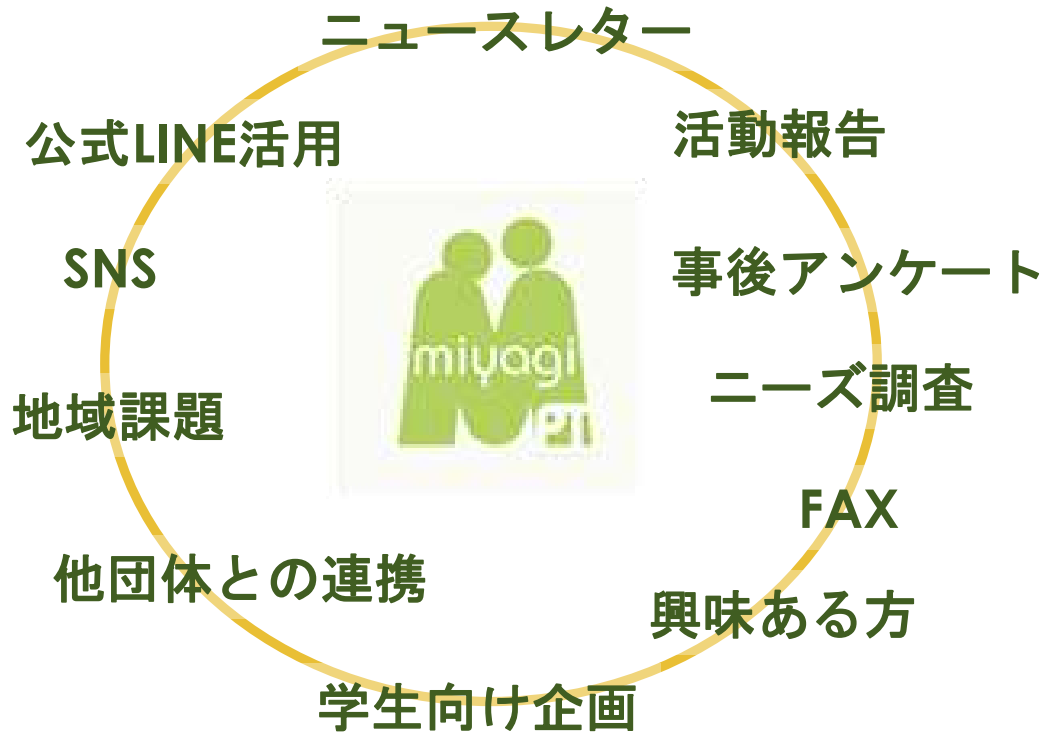 ニュースレター
公式LINE活用
活動報告
SNS
事後アンケート
miyagi
PT
ニーズ調査
地域課題
FAX
他団体との連携
興味ある方
学生向け企画